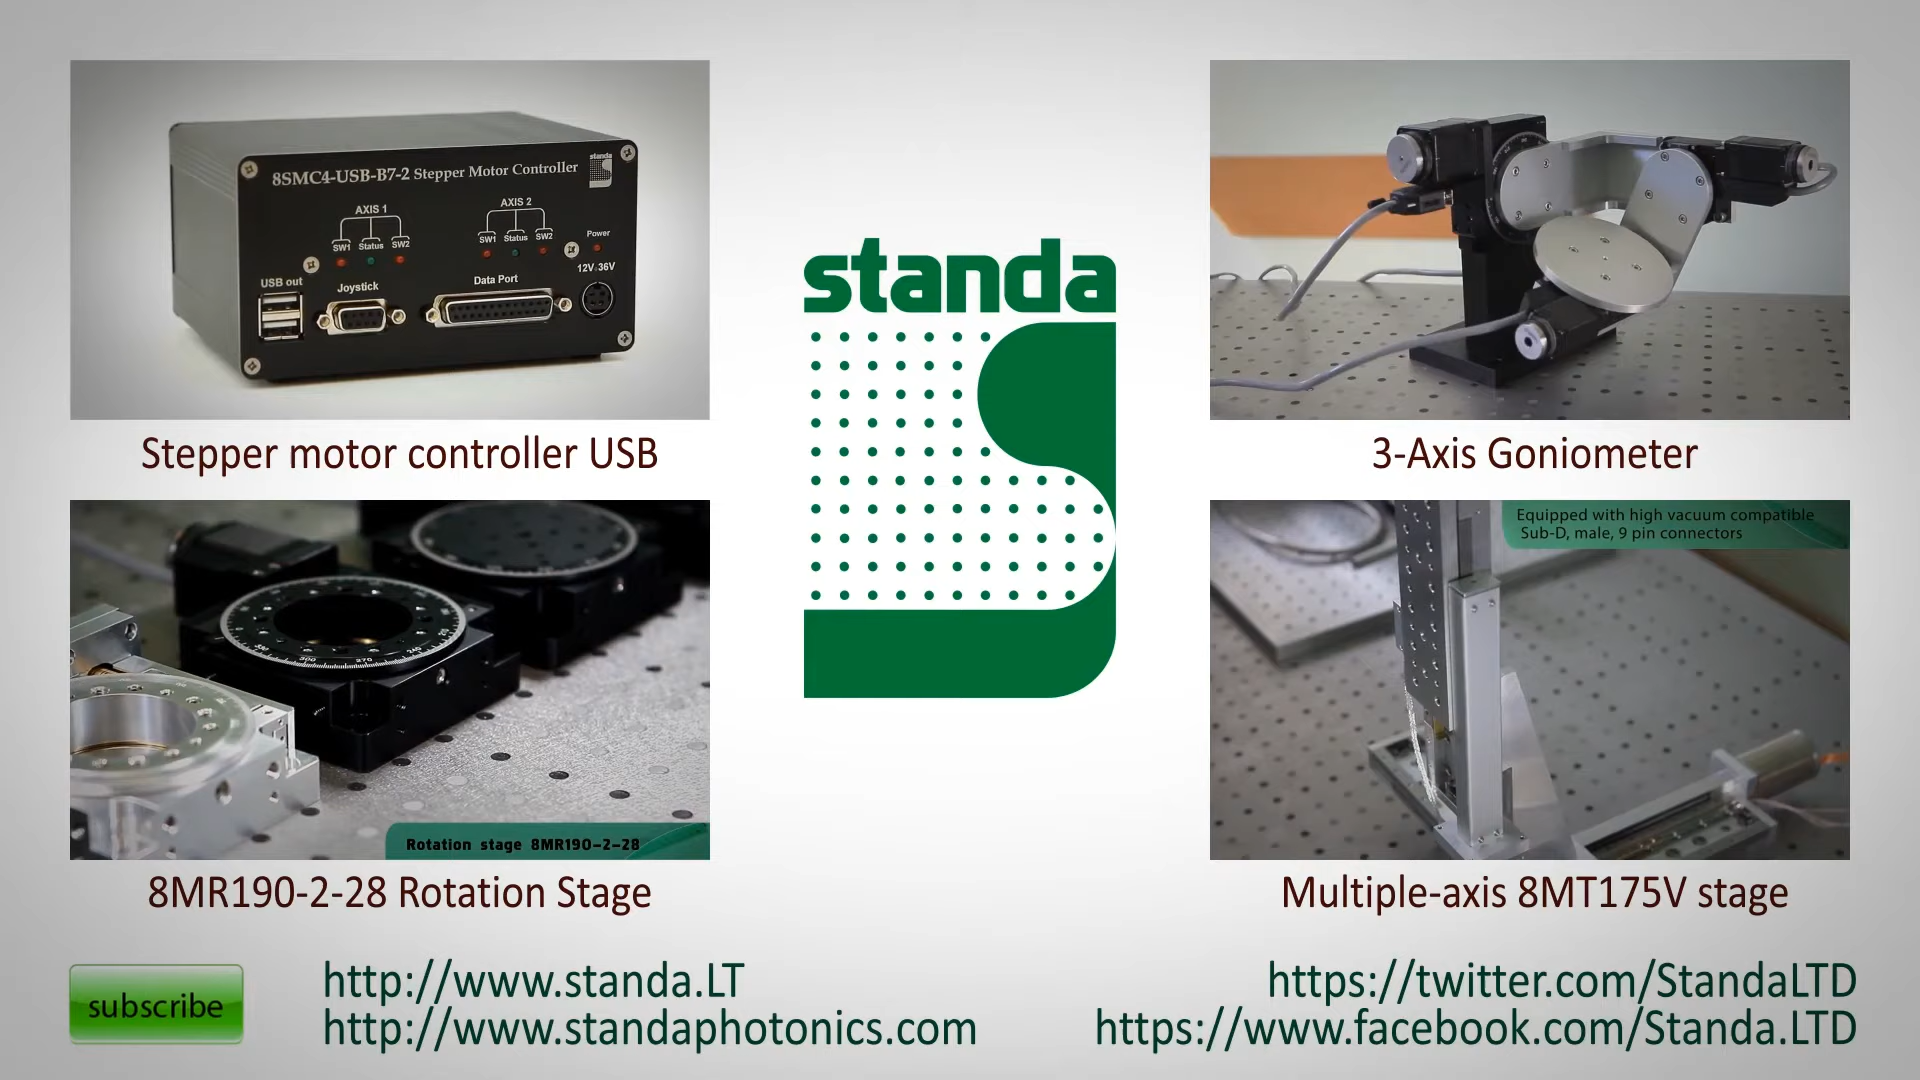 8SMC4-USB-B7-2 Stepper Motor Controller
standa
AXIS 1
AXIS 2
SW1 Status SW2
SW1 Status SW2
Power
12V-36V
USB out
Joystick
Data Port
Stepper motor controller USB
standa
3-Axis Goniometer
Rotation stage 8MR190-2-28
8MR190-2-28 Rotation Stage
Equipped with high vacuum compatible
Sub-D, male, 9 pin connectors
Multiple-axis 8MT175V stage
subscribe
http://www.standa.LT
http://www.standaphotonics.com
https://twitter.com/StandaLTD
https://www.facebook.com/Standa.LTD